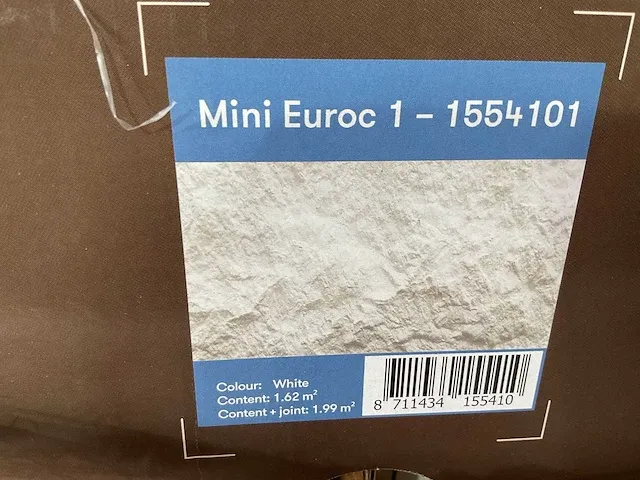 Mini Euroc 1 – 1554101
Colour: White
Content: 1.62 m²
Content + joint: 1.99 m²
8 711434 155410